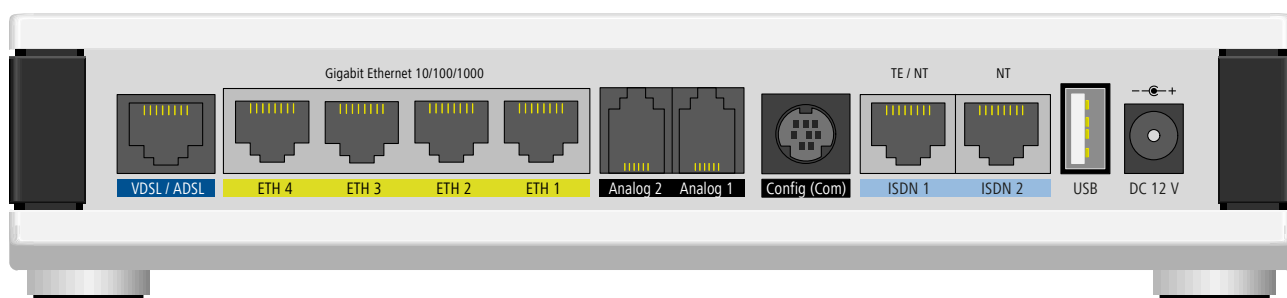 Gigabit Ethernet 10/100/1000
TE / NT
NT
VDSL / ADSL
ETH 4
ETH 3
ETH 2
ETH 1
Analog 2
Analog 1
Config (Com)
ISDN 1
ISDN 2
USB
DC 12 V